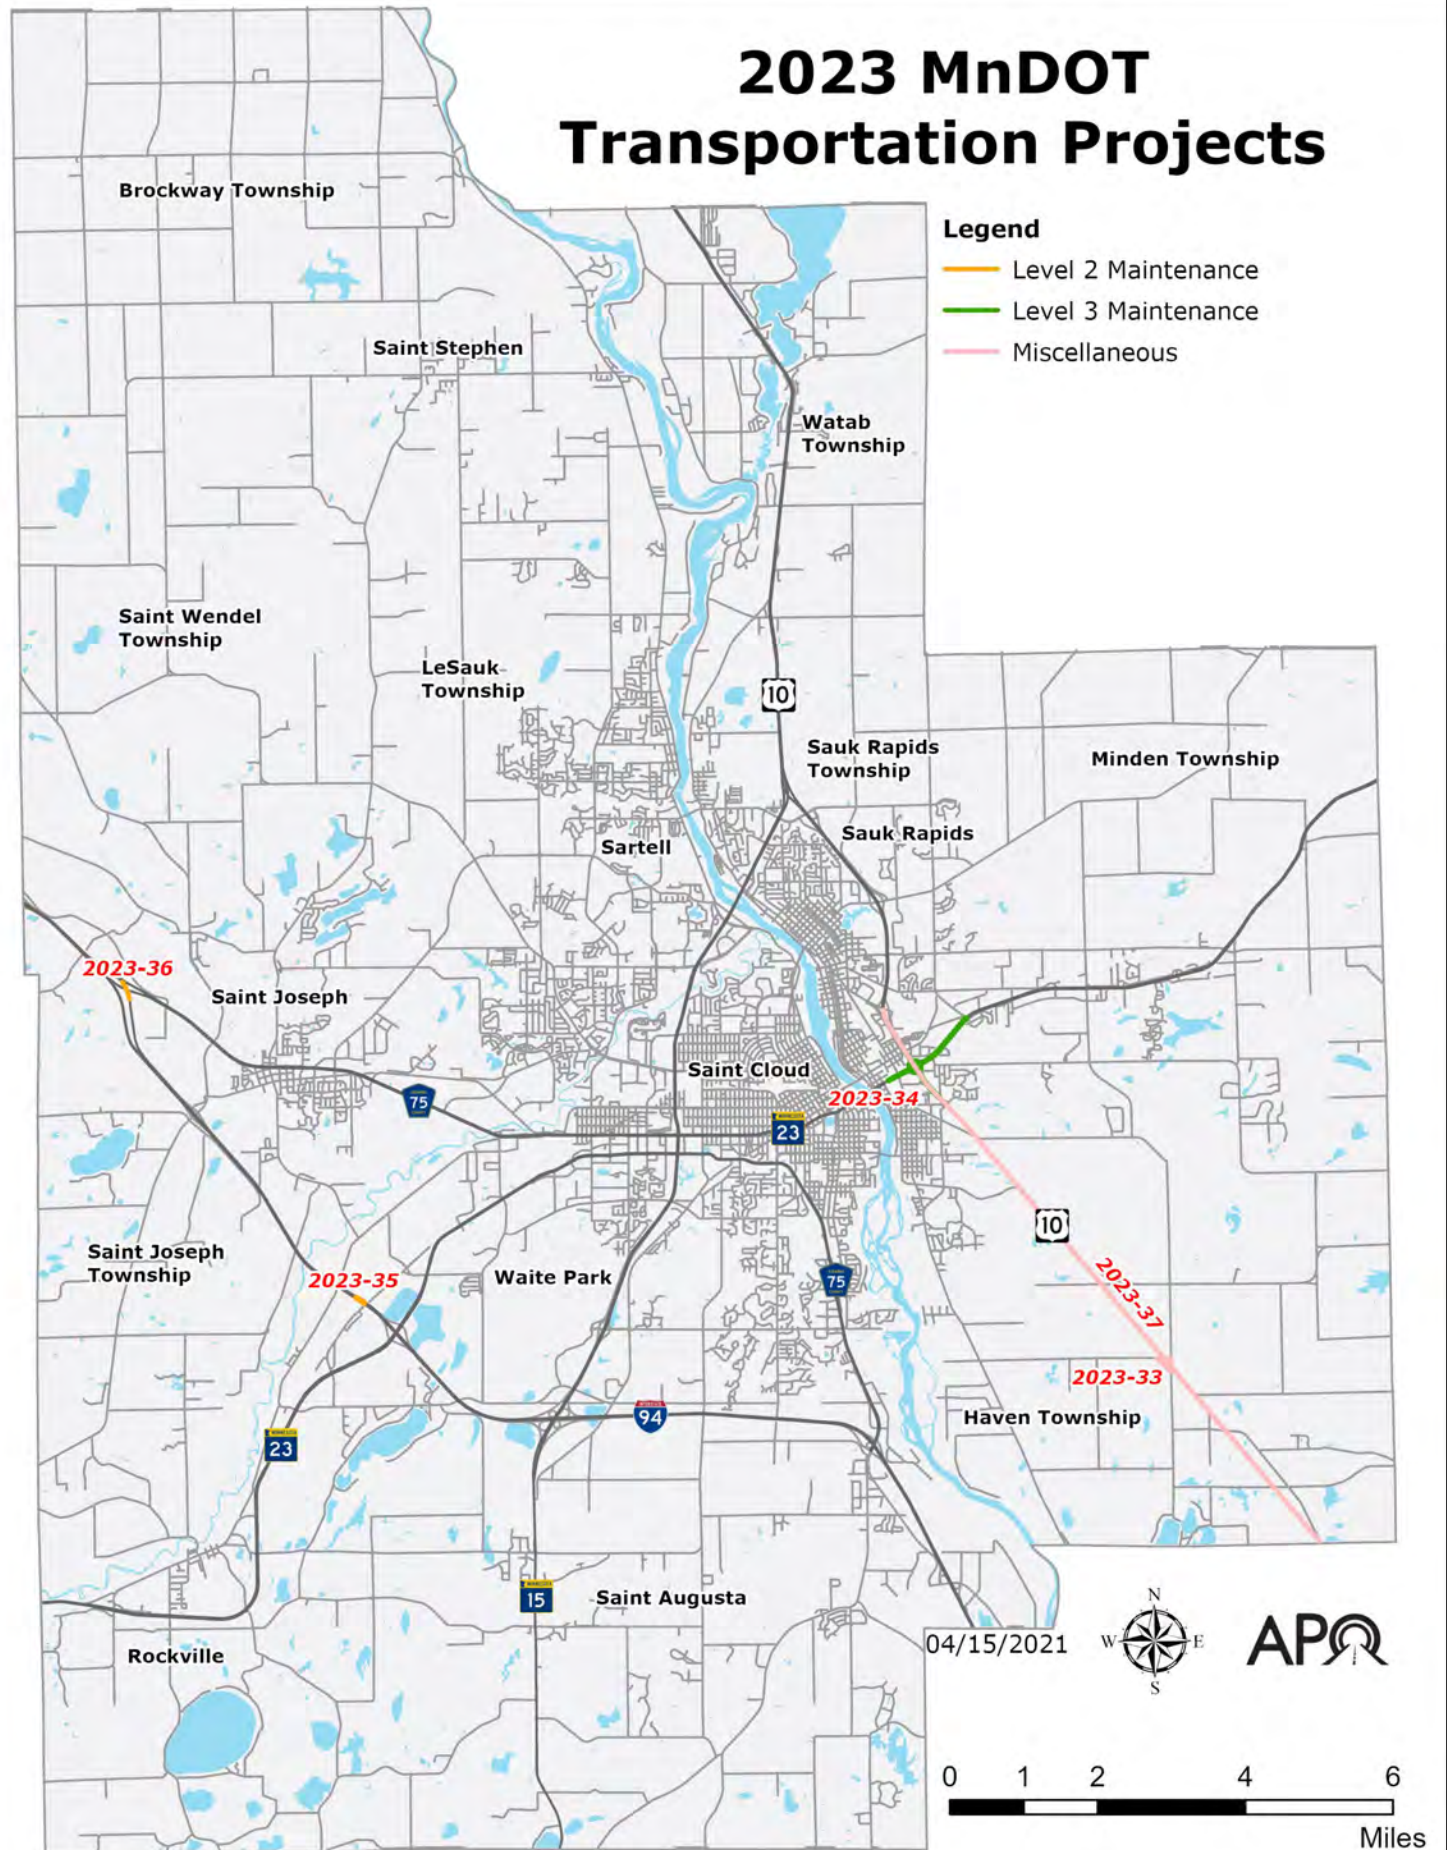 2023 MnDOT
Transportation Projects
Legend
Level 2 Maintenance
Level 3 Maintenance
Miscellaneous
Brockway Township
Saint Stephen
Watab
Township
Saint Wendel
Township
LeSauk
Township
10
Sauk Rapids
Township
Minden Township
Sauk Rapids
Sartell
2023-36
Saint Joseph
Saint Cloud
75
2023-34
23
10
Saint Joseph
Township
2023-35
Waite Park
75
2023-37
2023-33
94
Haven Township
23
15
Saint Augusta
Rockville
04/15/2021
N
W
E
S
APO
0 1 2 4 6
Miles